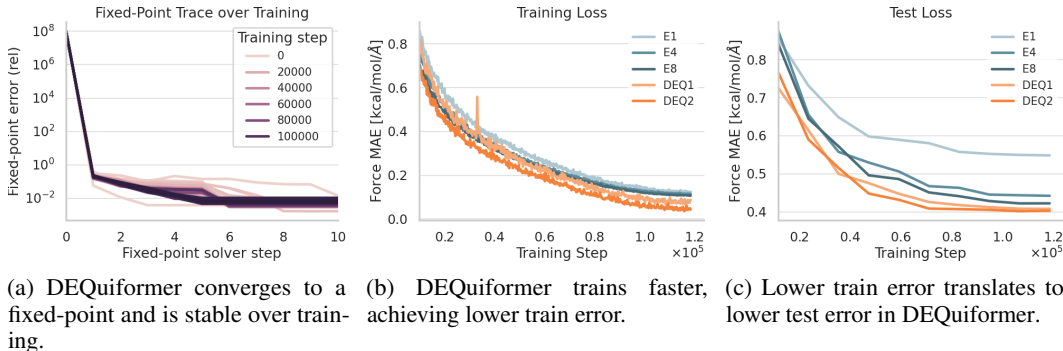 Fixed-Point Trace over Training
Fixed-point error (rel)
10^8
10^6
10^4
10^2
10^0
10^-2
Training step
0
20000
40000
60000
80000
100000
0 2 4 6 8 10
Fixed-point solver step
Training Loss
Force MAE [kcal/mol/Å]
0.8
0.6
0.4
0.2
0.0
E1
E4
E8
DEQ1
DEQ2
0.2 0.4 0.6 0.8 1.0 1.2
Training Step
×10^5
Test Loss
Force MAE [kcal/mol/Å]
0.8
0.7
0.6
0.5
0.4
E1
E4
E8
DEQ1
DEQ2
0.2 0.4 0.6 0.8 1.0 1.2
Training Step
×10^5
(a) DEQuiformer converges to a
fixed-point and is stable over train-
ing.
(b) DEQuiformer trains faster,
achieving lower train error.
(c) Lower train error translates to
lower test error in DEQuiformer.